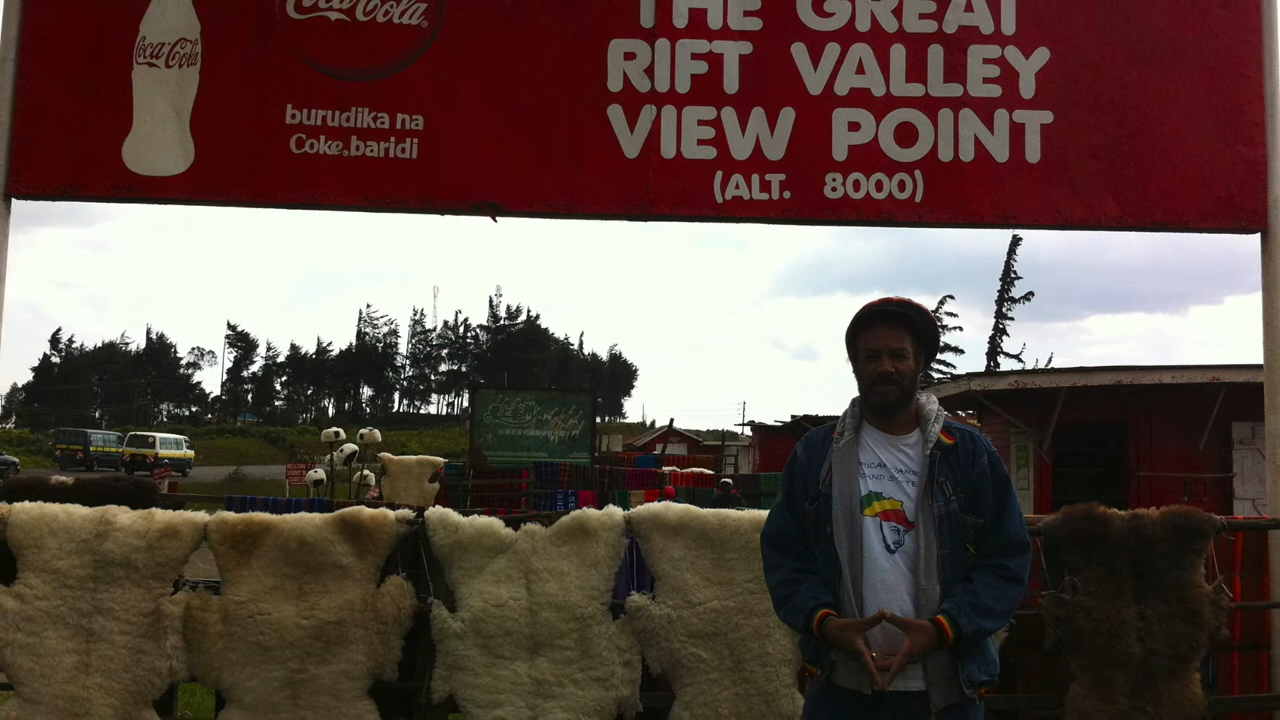 Coca-Cola
Coca-Cola
burudika na
Coke baridi
THE GREAT
RIFT VALLEY
VIEW POINT
(ALT. 8000)